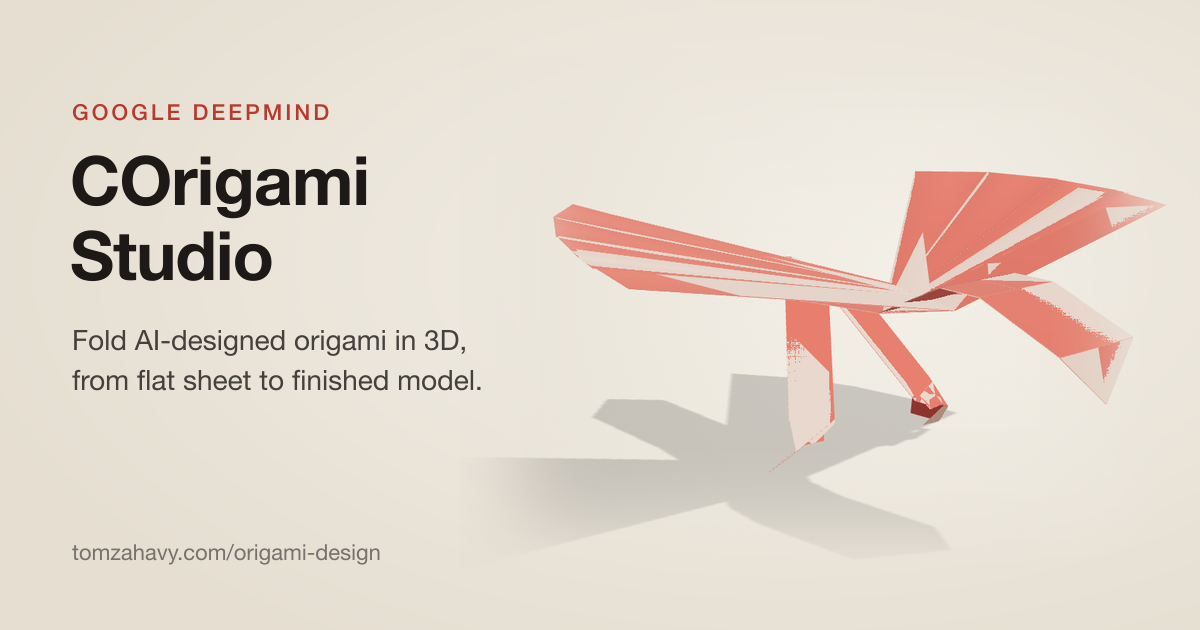 GOOGLE DEEPMIND
COrigami
Studio
Fold AI-designed origami in 3D,
from flat sheet to finished model.
tomzahavy.com/origami-design